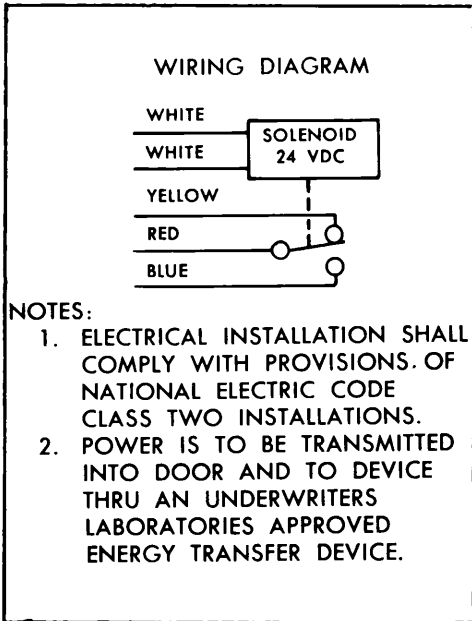 WIRING DIAGRAM
WHITE
SOLENOID
24 VDC
WHITE
YELLOW
RED
BLUE
NOTES:
1. ELECTRICAL INSTALLATION SHALL
COMPLY WITH PROVISIONS. OF
NATIONAL ELECTRIC CODE
CLASS TWO INSTALLATIONS.
2. POWER IS TO BE TRANSMITTED
INTO DOOR AND TO DEVICE
THRU AN UNDERWRITERS
LABORATORIES APPROVED
ENERGY TRANSFER DEVICE.